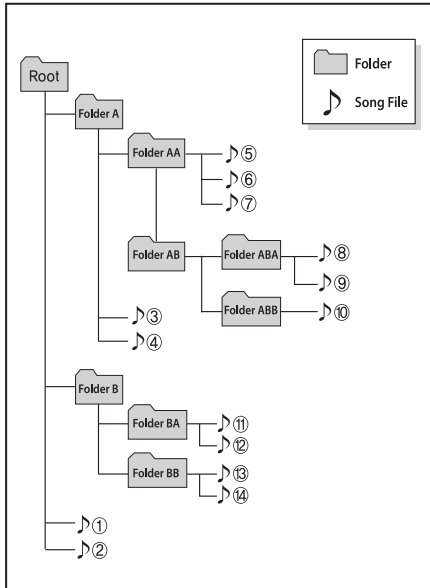 Root
Folder
Song File
Folder A
Folder AA
⑤
⑥
⑦
Folder AB
Folder ABA
⑧
⑨
Folder ABB
⑩
③
④
Folder B
Folder BA
⑪
⑫
Folder BB
⑬
⑭
①
②